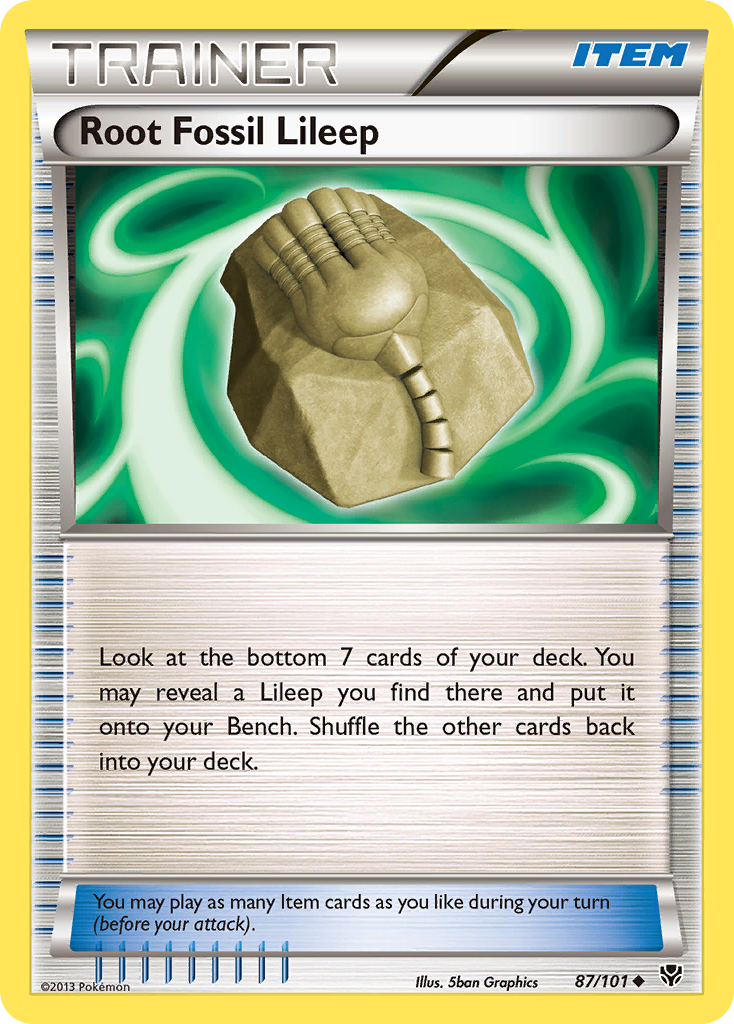 TRAINER
ITEM
Root Fossil Lileep
Look at the bottom 7 cards of your deck. You
may reveal a Lileep you find there and put it
onto your Bench. Shuffle the other cards back
into your deck.
You may play as many Item cards as you like during your turn
(before your attack).
©2013 Pokémon
Illus. 5ban Graphics
87/101